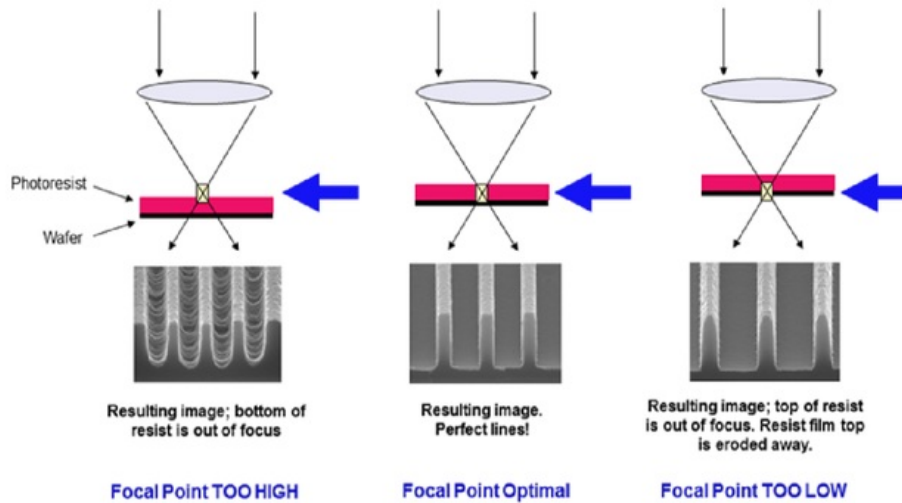 Photoresist
Wafer
Resulting image; bottom of
resist is out of focus
Focal Point TOO HIGH
Resulting image.
Perfect lines!
Focal Point Optimal
Resulting image; top of resist
is out of focus. Resist film top
is eroded away.
Focal Point TOO LOW